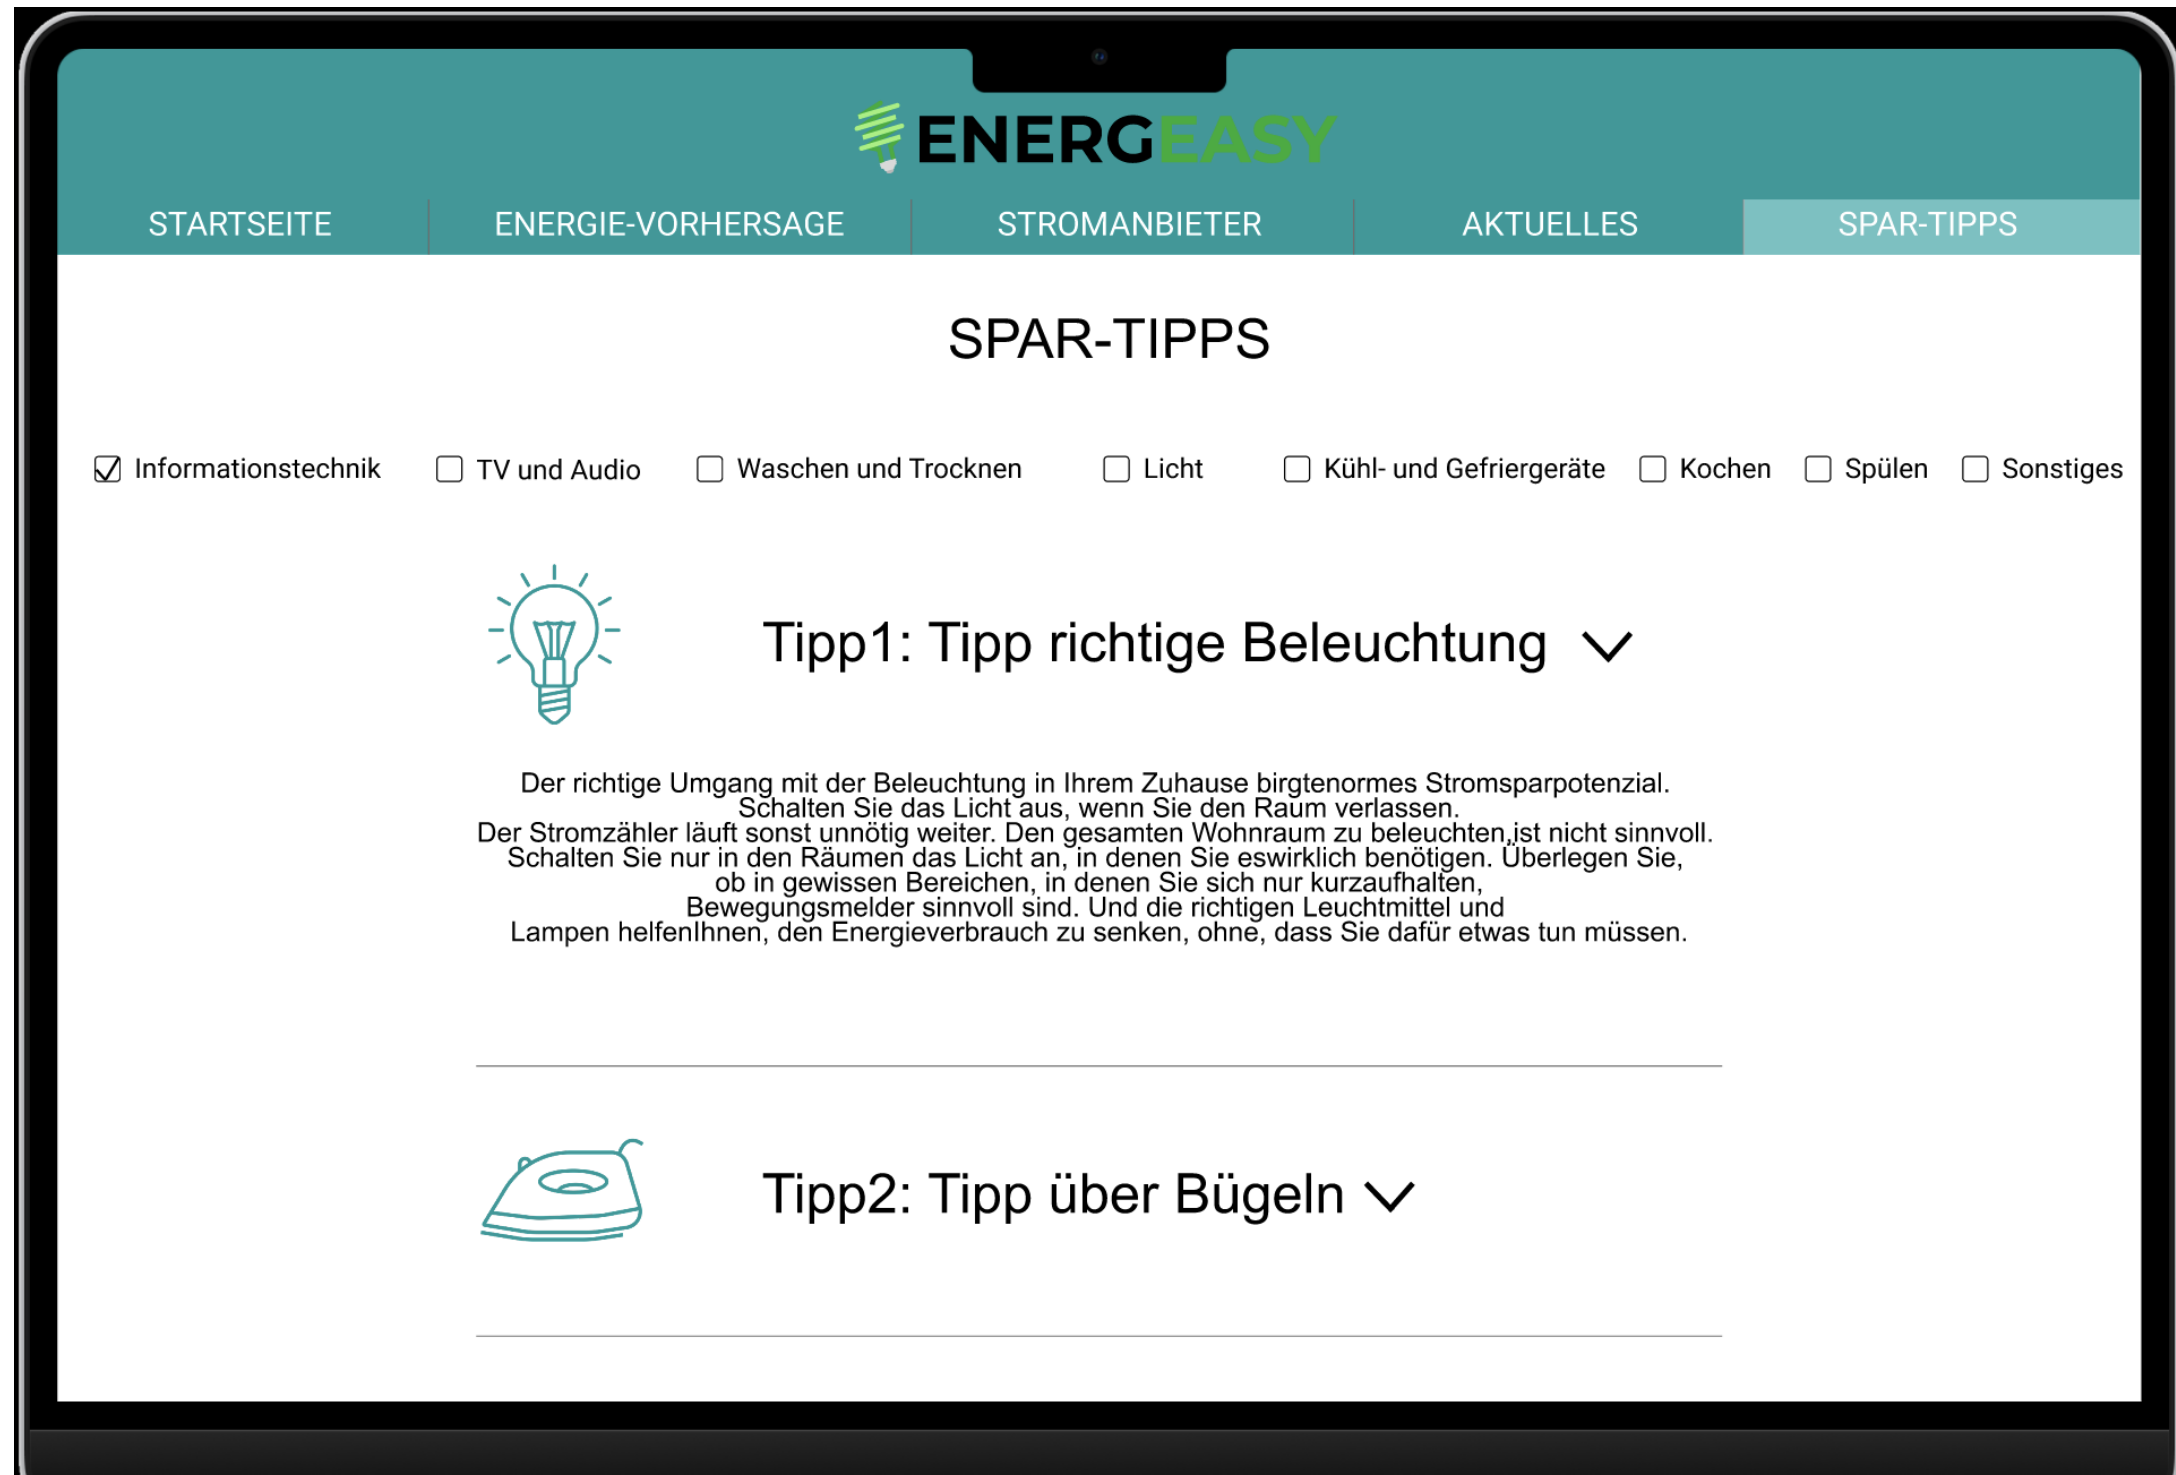 ENERGEASY
STARTSEITE ENERGIE-VORHERSAGE STROMANBIETER AKTUELLES SPAR-TIPPS
SPAR-TIPPS
Informationstechnik TV und Audio Waschen und Trocknen Licht Kühl- und Gefriergeräte Kochen Spülen Sonstiges
Tipp1: Tipp richtige Beleuchtung
Der richtige Umgang mit der Beleuchtung in Ihrem Zuhause birgtenormes Stromsparpotenzial.
Schalten Sie das Licht aus, wenn Sie den Raum verlassen.
Der Stromzähler läuft sonst unnötig weiter. Den gesamten Wohnraum zu beleuchten,ist nicht sinnvoll.
Schalten Sie nur in den Räumen das Licht an, in denen Sie eswirklich benötigen. Überlegen Sie,
ob in gewissen Bereichen, in denen Sie sich nur kurzaufhalten,
Bewegungsmelder sinnvoll sind. Und die richtigen Leuchtmittel und
Lampen helfenIhnen, den Energieverbrauch zu senken, ohne, dass Sie dafür etwas tun müssen.
Tipp2: Tipp über Bügeln